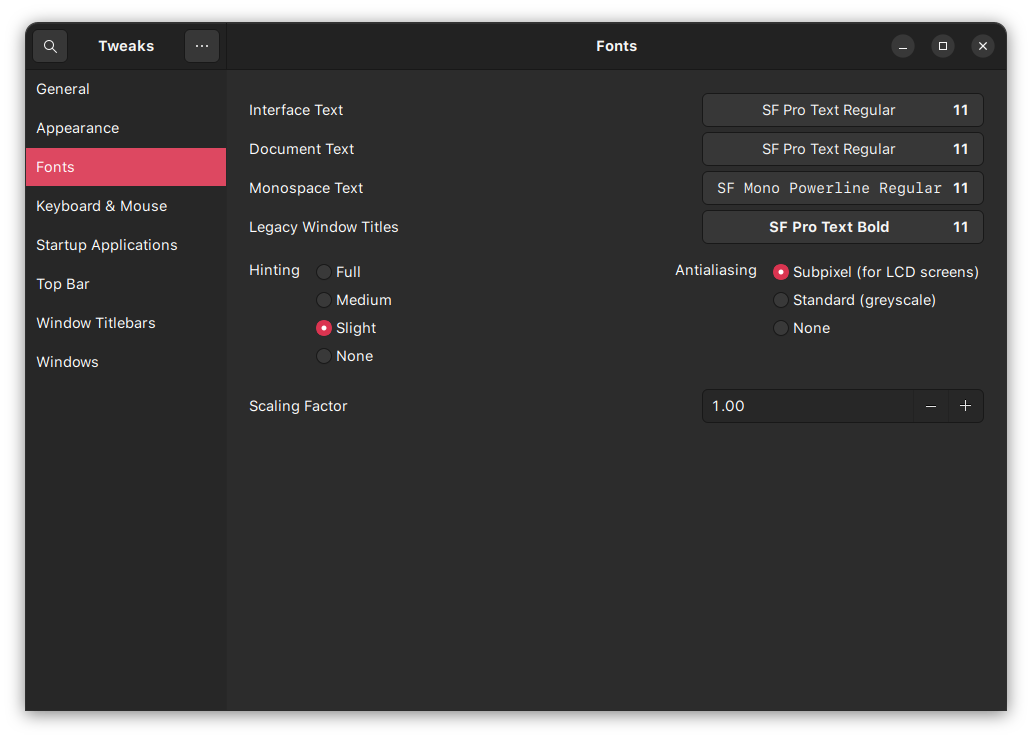 Tweaks
Fonts
General
Appearance
Fonts
Keyboard & Mouse
Startup Applications
Top Bar
Window Titlebars
Windows
Interface Text SF Pro Text Regular 11
Document Text SF Pro Text Regular 11
Monospace Text SF Mono Powerline Regular 11
Legacy Window Titles SF Pro Text Bold 11
Hinting
Full
Medium
Slight
None
Antialiasing
Subpixel (for LCD screens)
Standard (greyscale)
None
Scaling Factor 1.00